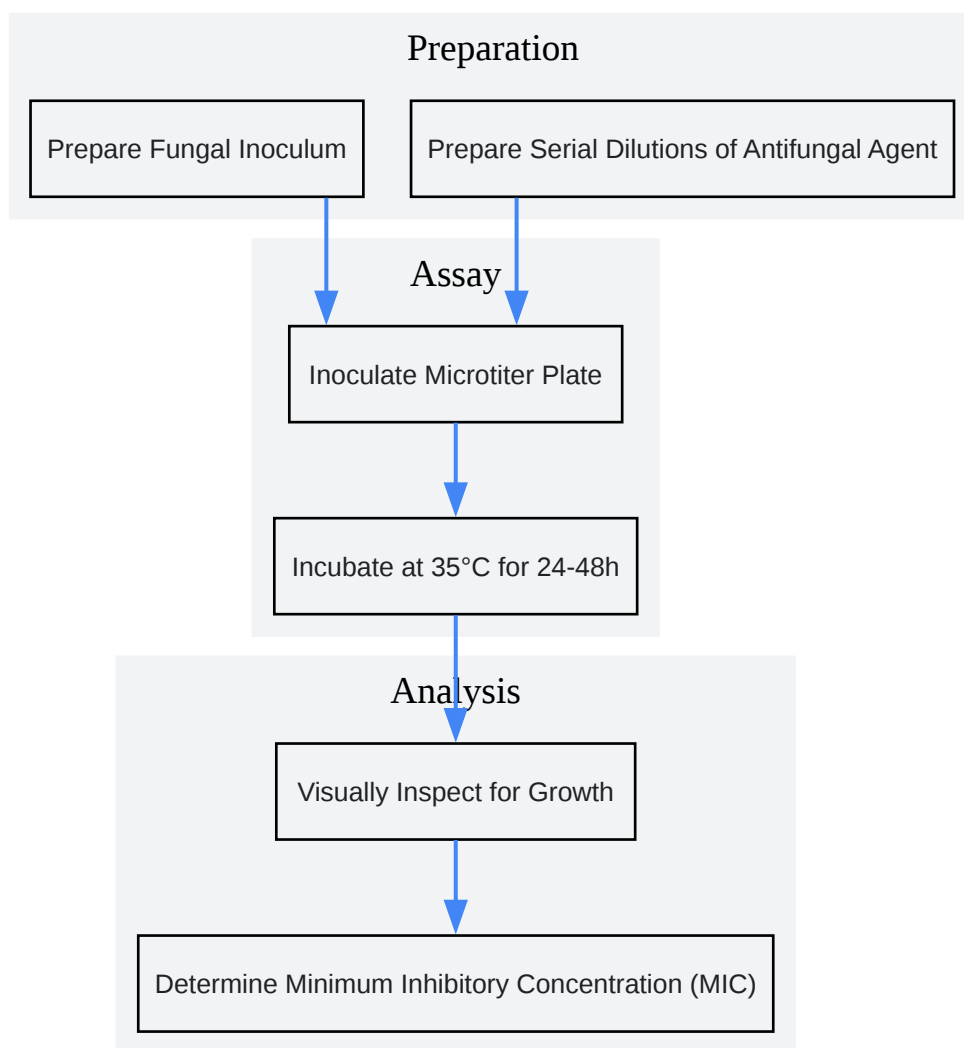 Preparation
Prepare Fungal Inoculum
Prepare Serial Dilutions of Antifungal Agent
Assay
Inoculate Microtiter Plate
Incubate at 35°C for 24-48h
Analysis
Visually Inspect for Growth
Determine Minimum Inhibitory Concentration (MIC)